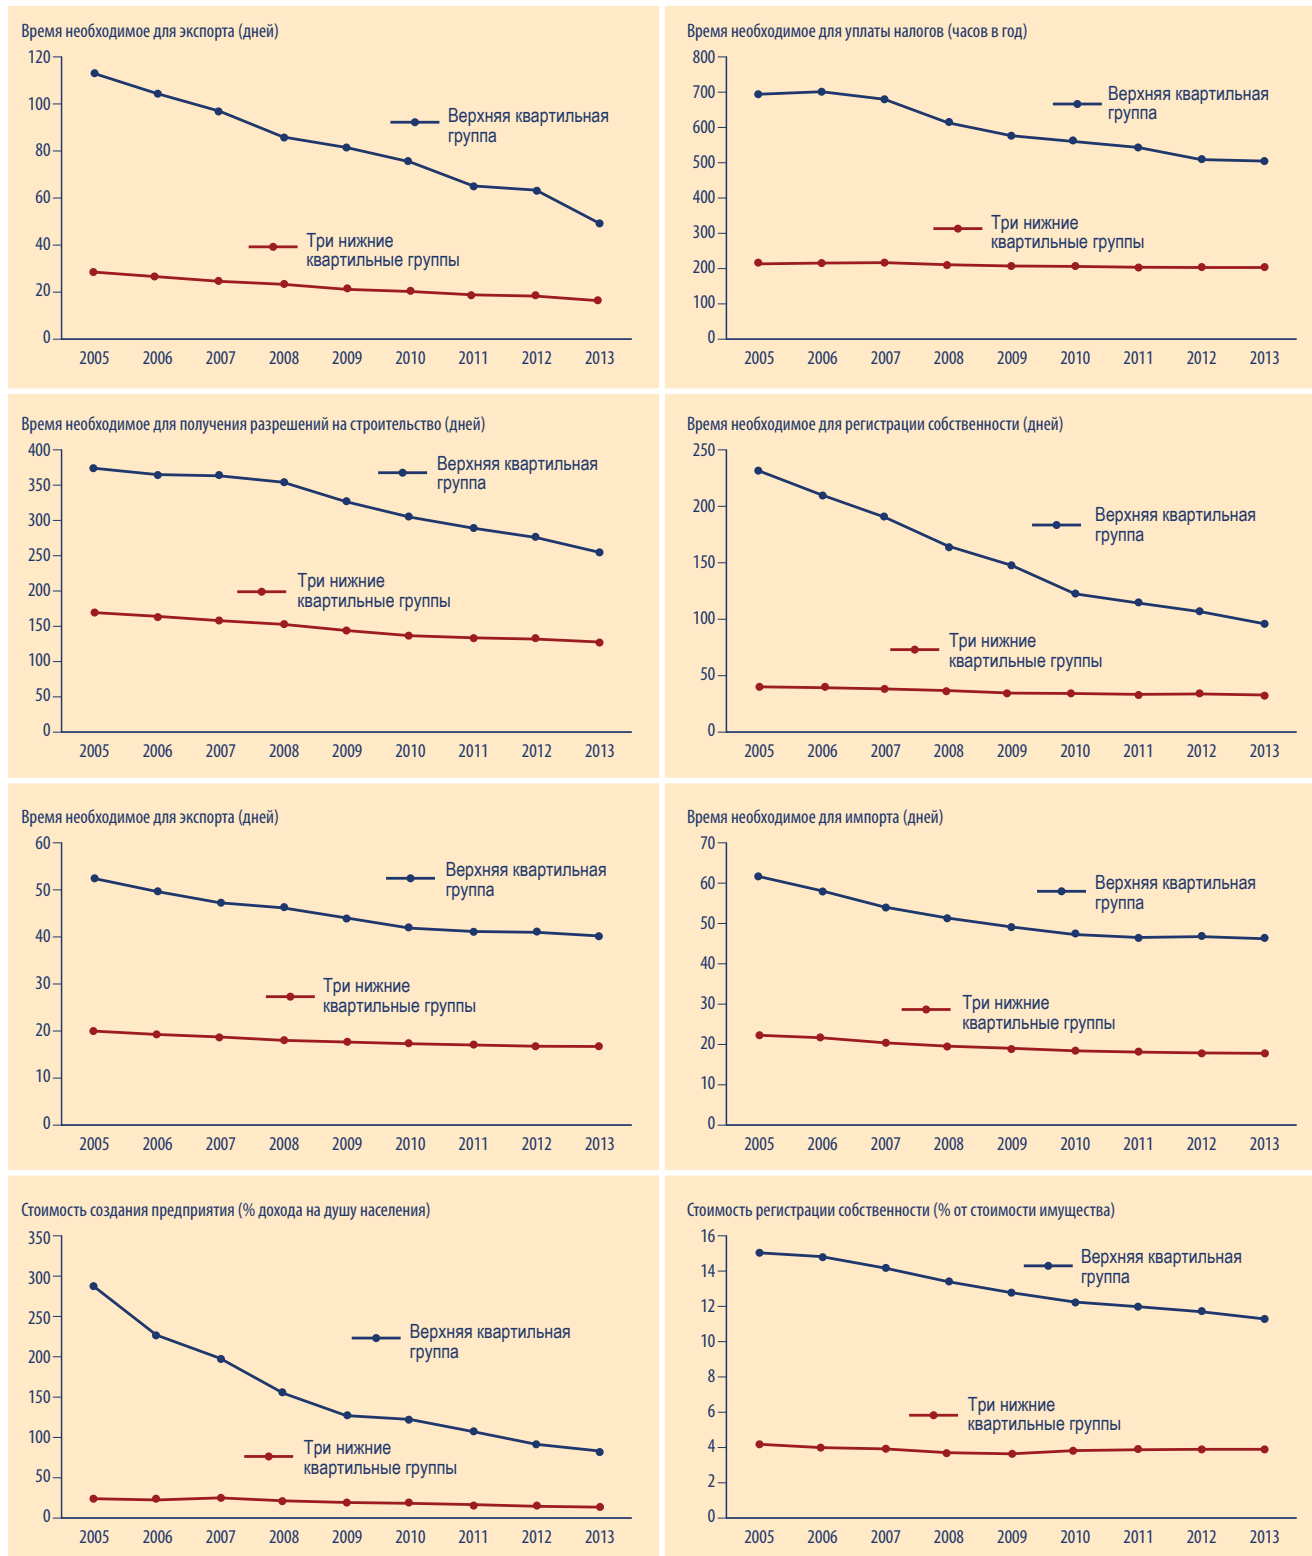 Время необходимое для экспорта (дней)
120
100
80
60
40
20
0
Верхняя квартильная
группа
Три нижние
квартильные группы
2005 2006 2007 2008 2009 2010 2011 2012 2013
Время необходимое для уплаты налогов (часов в год)
800
700
600
500
400
300
200
100
0
Верхняя квартильная
группа
Три нижние
квартильные группы
2005 2006 2007 2008 2009 2010 2011 2012 2013
Время необходимое для получения разрешений на строительство (дней)
400
350
300
250
200
150
100
50
0
Верхняя квартильная
группа
Три нижние
квартильные группы
2005 2006 2007 2008 2009 2010 2011 2012 2013
Время необходимое для регистрации собственности (дней)
250
200
150
100
50
0
Верхняя квартильная
группа
Три нижние
квартильные группы
2005 2006 2007 2008 2009 2010 2011 2012 2013
Время необходимое для экспорта (дней)
60
50
40
30
20
10
0
Верхняя квартильная
группа
Три нижние
квартильные группы
2005 2006 2007 2008 2009 2010 2011 2012 2013
Время необходимое для импорта (дней)
70
60
50
40
30
20
10
0
Верхняя квартильная
группа
Три нижние
квартильные группы
2005 2006 2007 2008 2009 2010 2011 2012 2013
Стоимость создания предприятия (% дохода на душу населения)
350
300
250
200
150
100
50
0
Верхняя квартильная
группа
Три нижние
квартильные группы
2005 2006 2007 2008 2009 2010 2011 2012 2013
Стоимость регистрации собственности (% от стоимости имущества)
16
14
12
10
8
6
4
2
0
Верхняя квартильная
группа
Три нижние
квартильные группы
2005 2006 2007 2008 2009 2010 2011 2012 2013